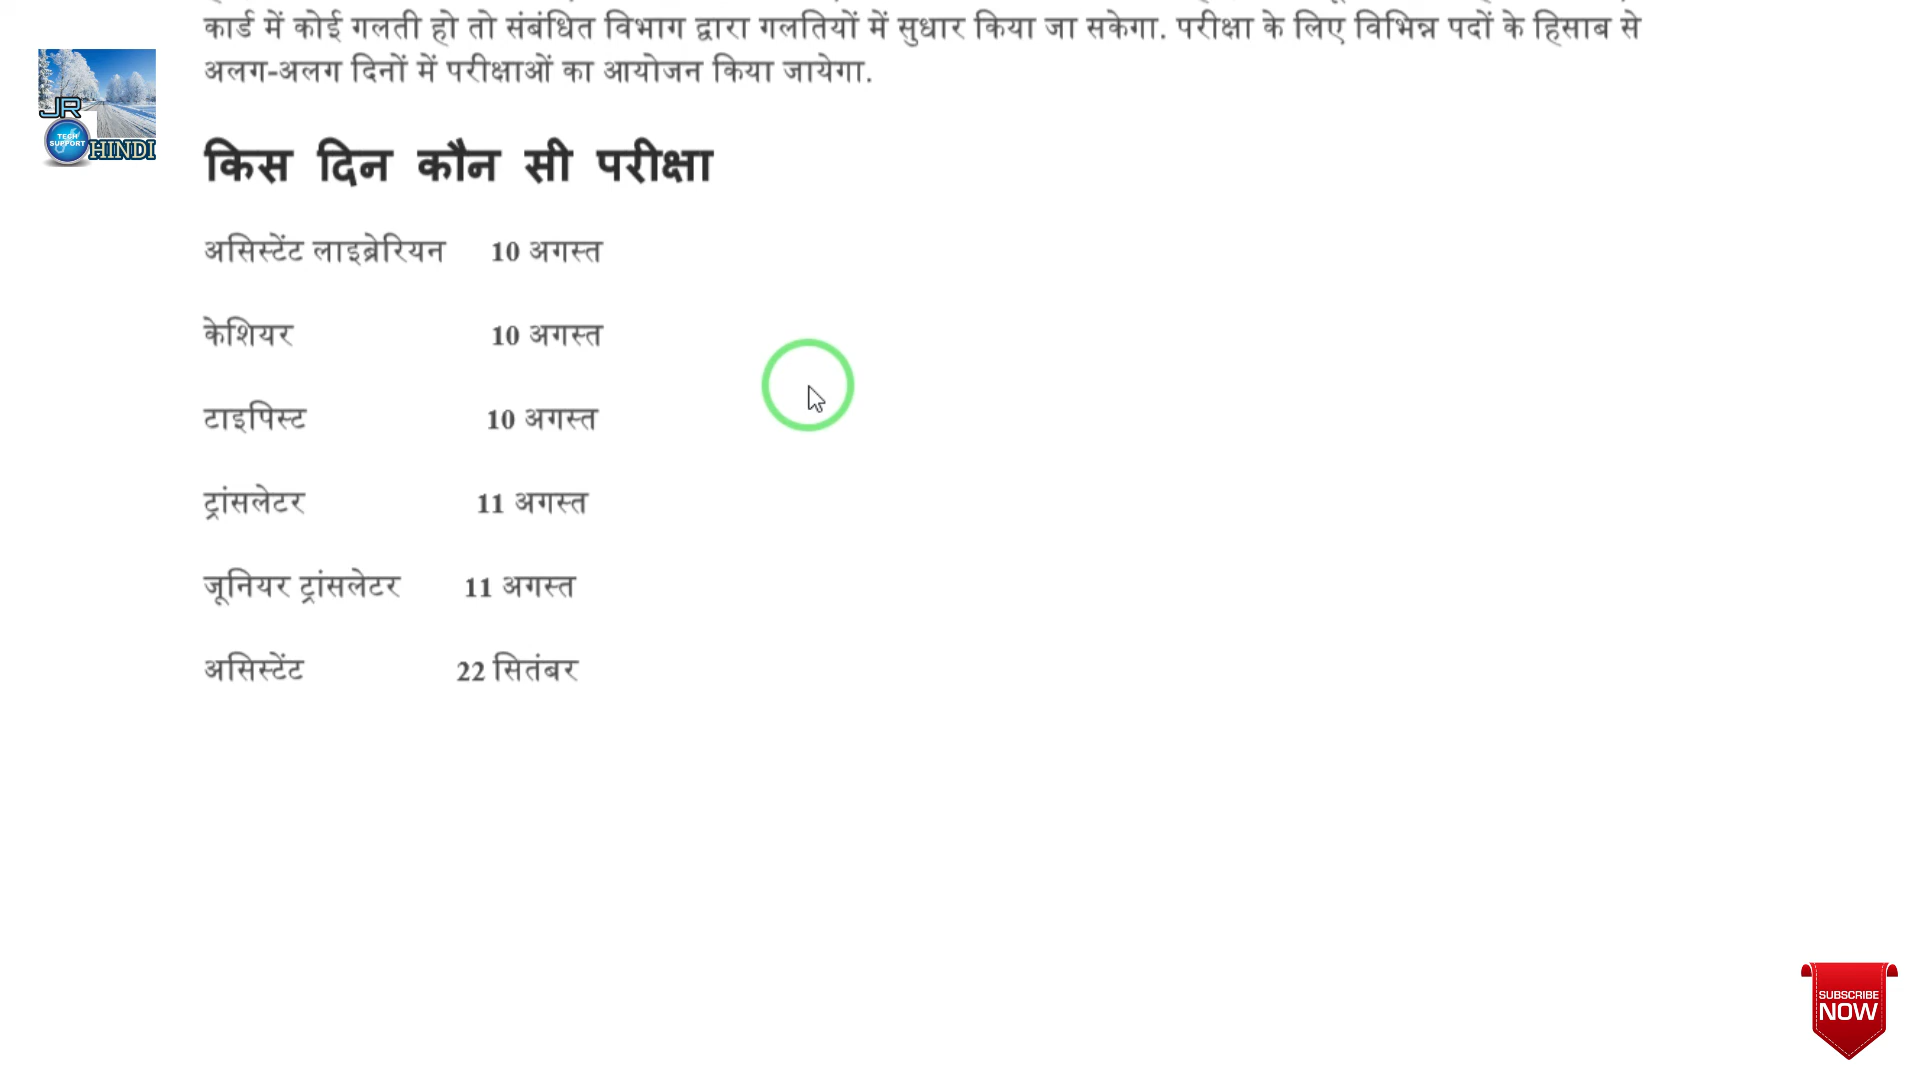 कार्ड में कोई गलती हो तो संबंधित विभाग द्वारा गलतियों में सुधार किया जा सकेगा. परीक्षा के लिए विभिन्न पदों के हिसाब से
अलग-अलग दिनों में परीक्षाओं का आयोजन किया जायेगा.
JR
TECH
SUPPORT
HINDI
किस दिन कौन सी परीक्षा
असिस्टेंट लाइब्रेरियन 10 अगस्त
केशियर 10 अगस्त
टाइपिस्ट 10 अगस्त
ट्रांसलेटर 11 अगस्त
जूनियर ट्रांसलेटर 11 अगस्त
असिस्टेंट 22 सितंबर
SUBSCRIBE
NOW